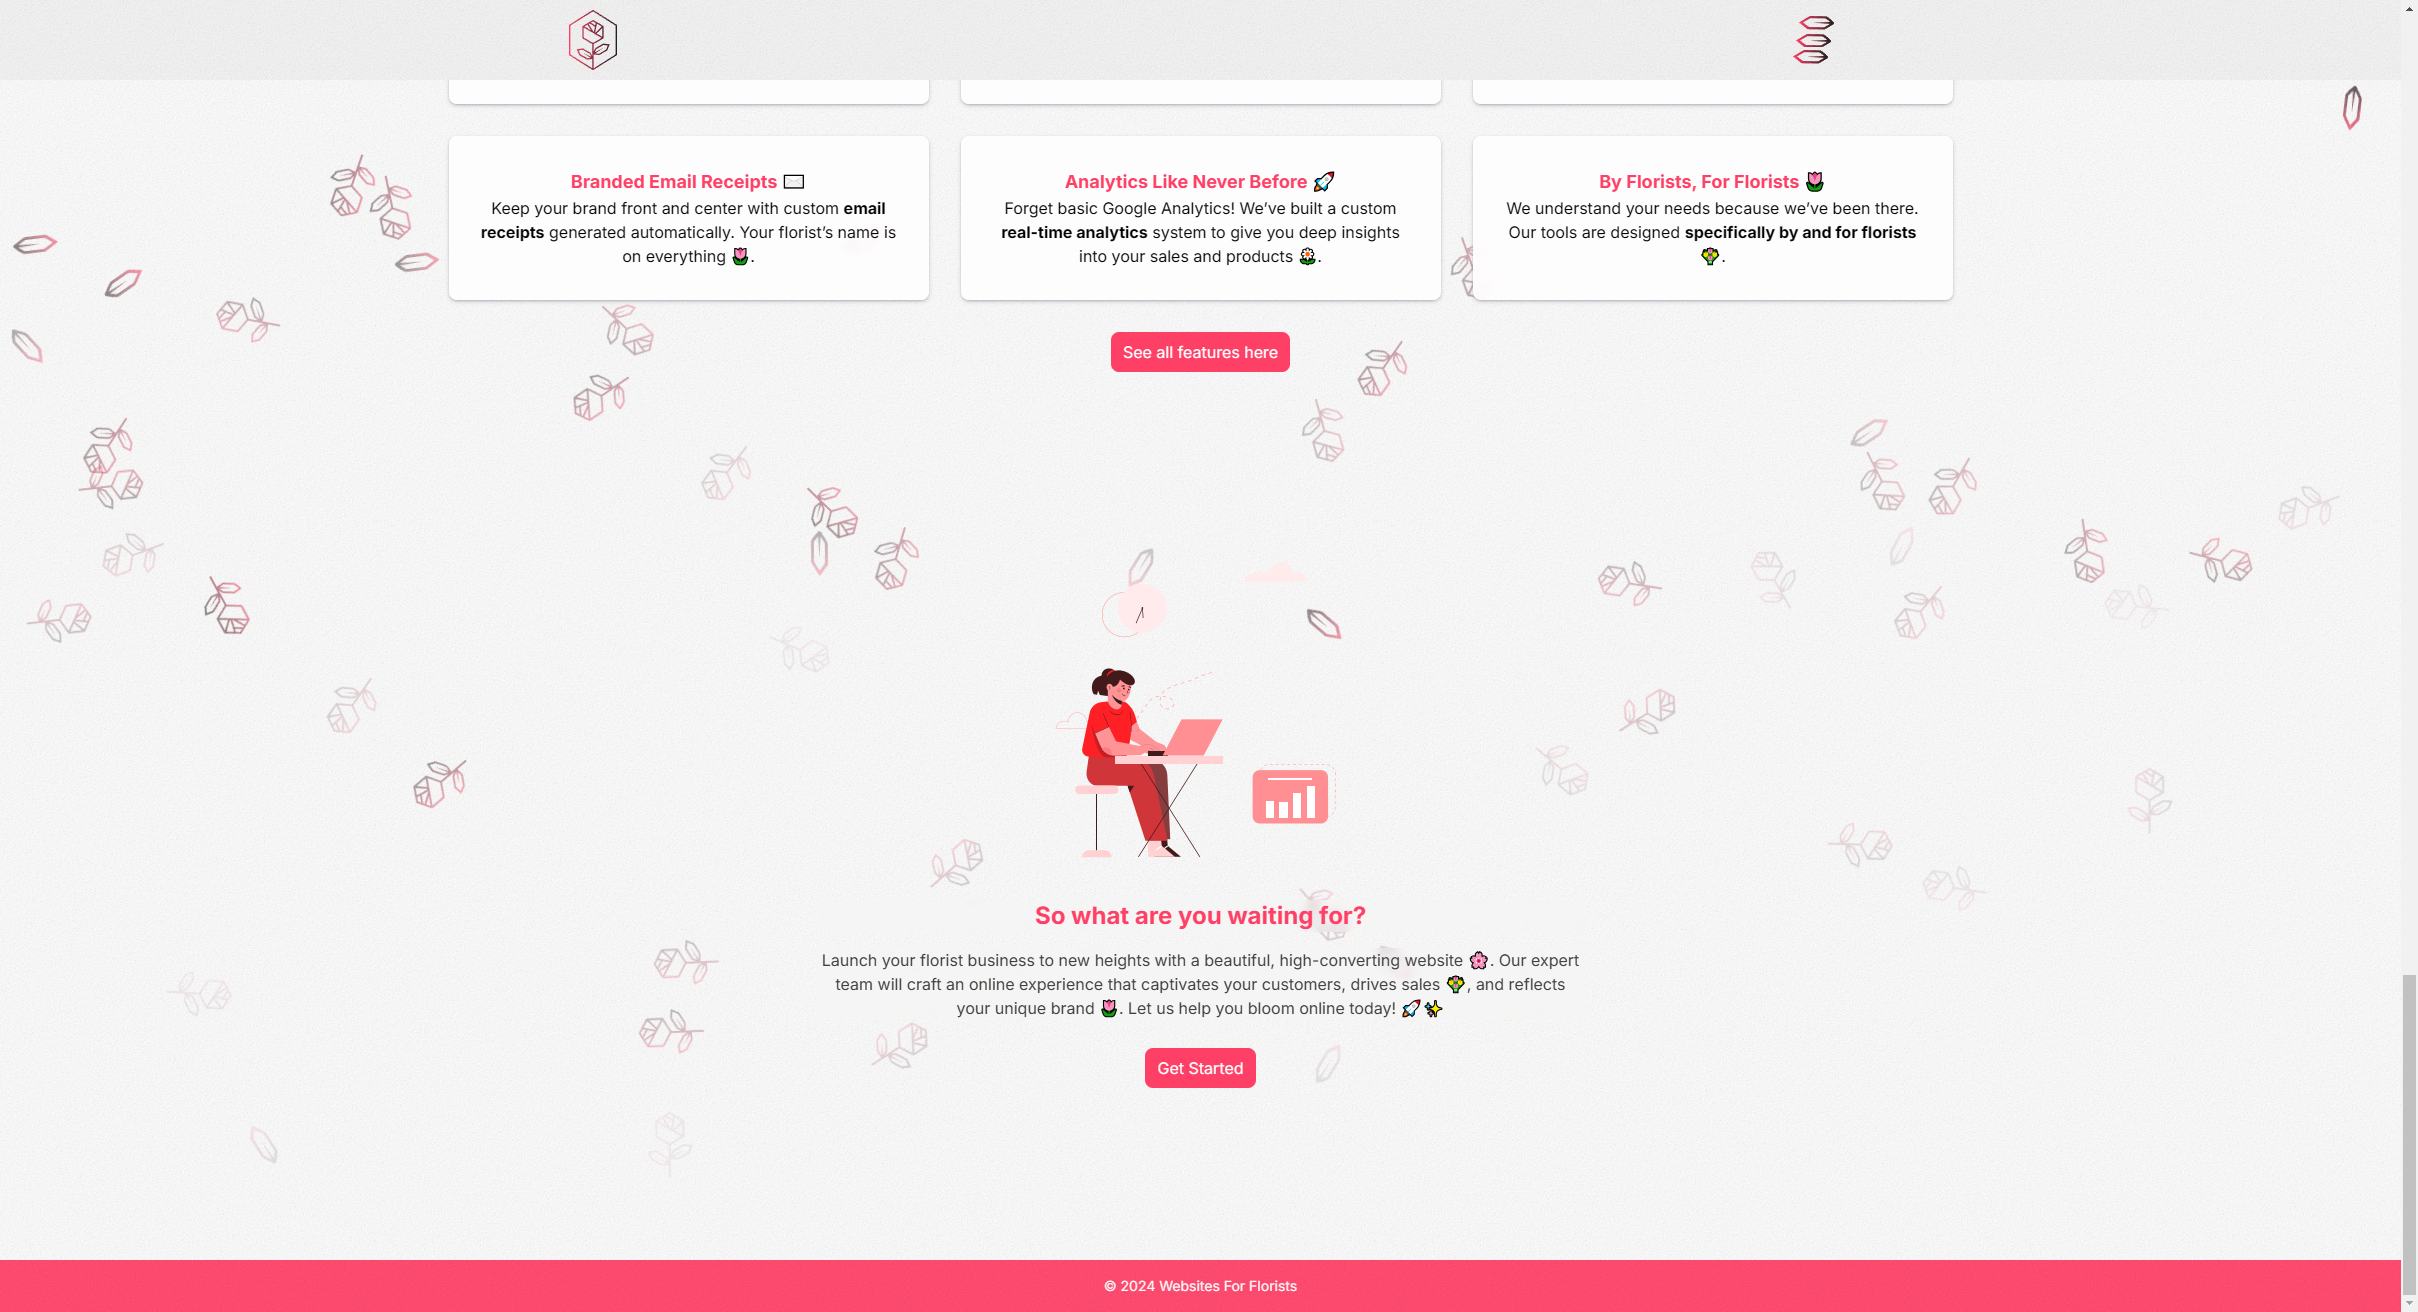 Branded Email Receipts ✉️
Keep your brand front and center with custom email
receipts generated automatically. Your florist’s name is
on everything 🌷.
Analytics Like Never Before 🚀
Forget basic Google Analytics! We’ve built a custom
real-time analytics system to give you deep insights
into your sales and products 🌼.
By Florists, For Florists 🌷
We understand your needs because we’ve been there.
Our tools are designed specifically by and for florists
💐.
See all features here
So what are you waiting for?
Launch your florist business to new heights with a beautiful, high-converting website 🌸. Our expert
team will craft an online experience that captivates your customers, drives sales 💐, and reflects
your unique brand 🌷. Let us help you bloom online today! 🚀✨
Get Started
© 2024 Websites For Florists